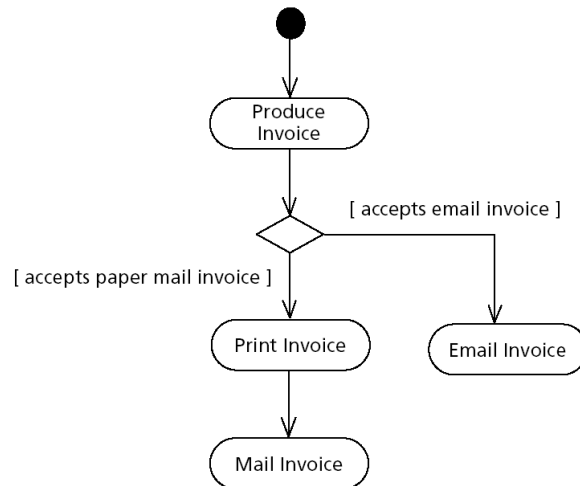 Produce
Invoice
[ accepts email invoice ]
[ accepts paper mail invoice ]
Print Invoice
Email Invoice
Mail Invoice